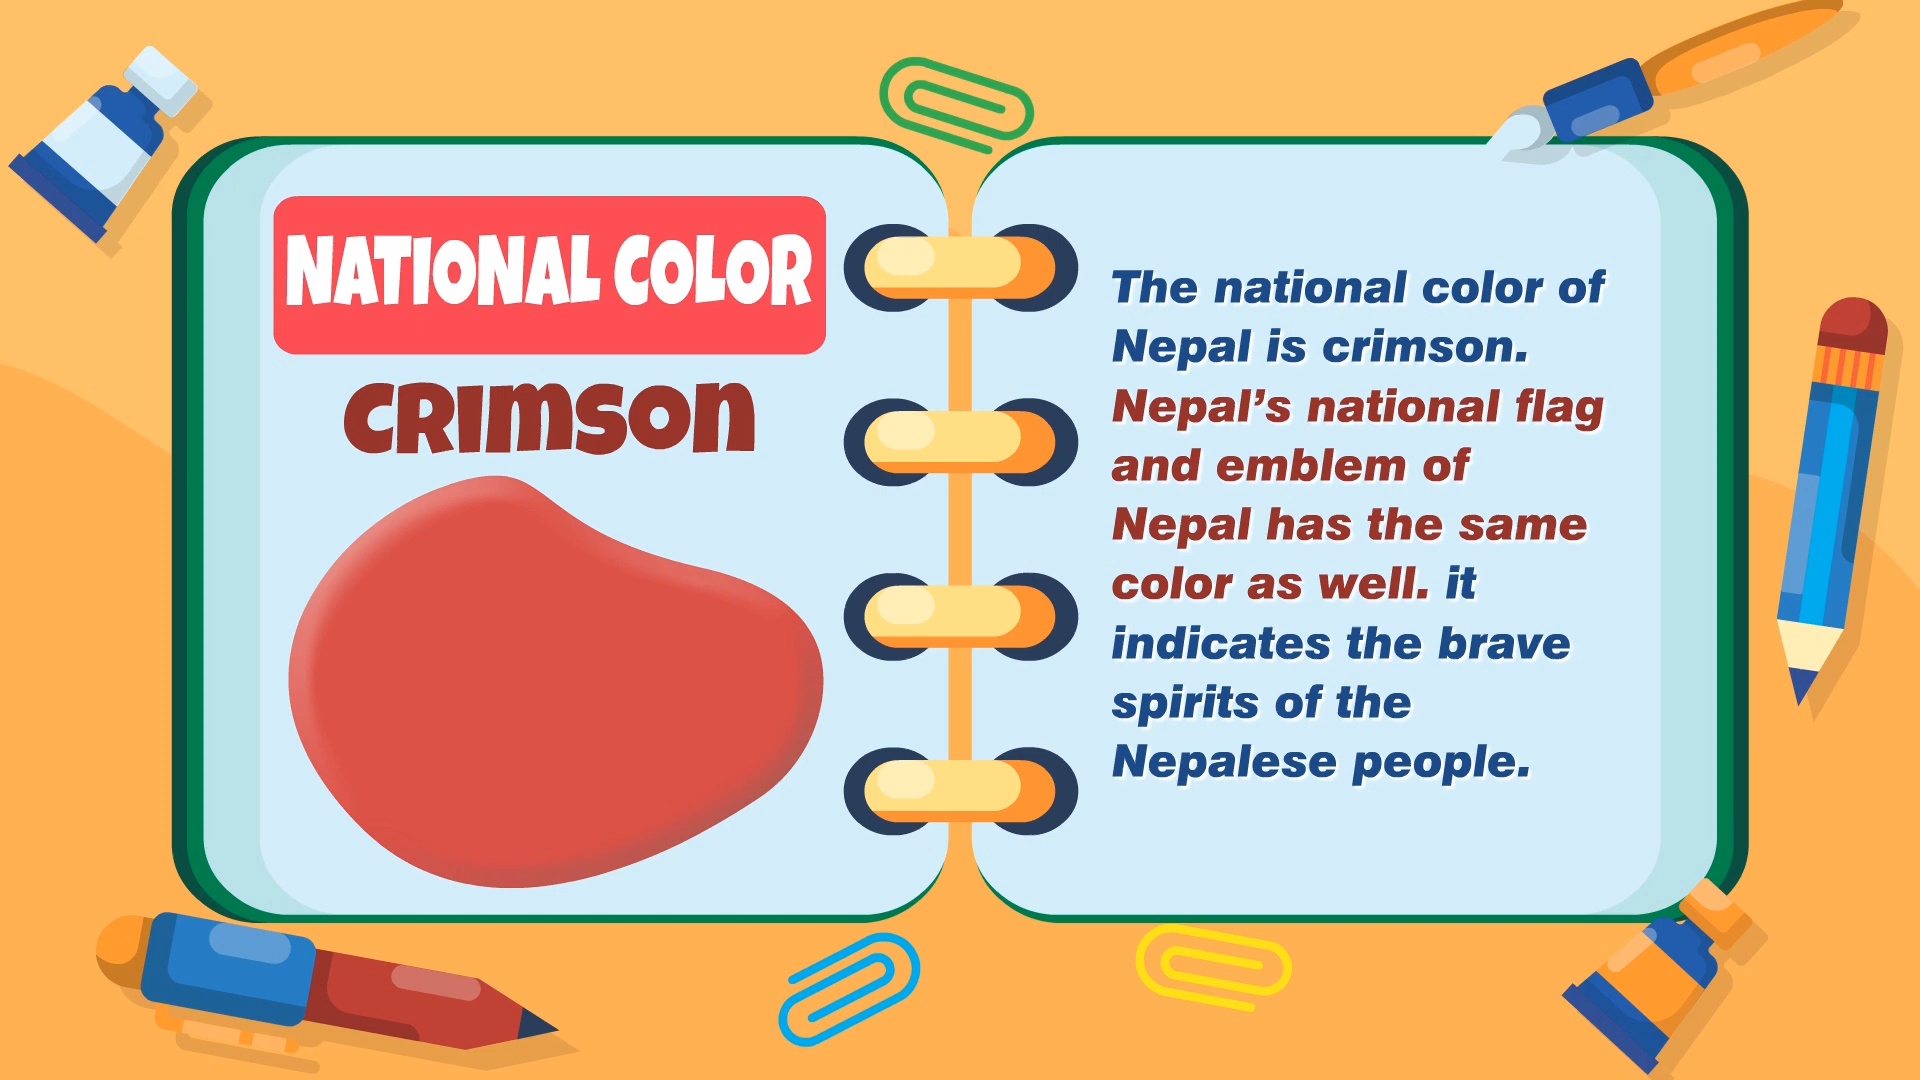 NATIONAL COLOR
CRIMSON
The national color of
Nepal is crimson.
Nepal’s national flag
and emblem of
Nepal has the same
color as well. it
indicates the brave
spirits of the
Nepalese people.